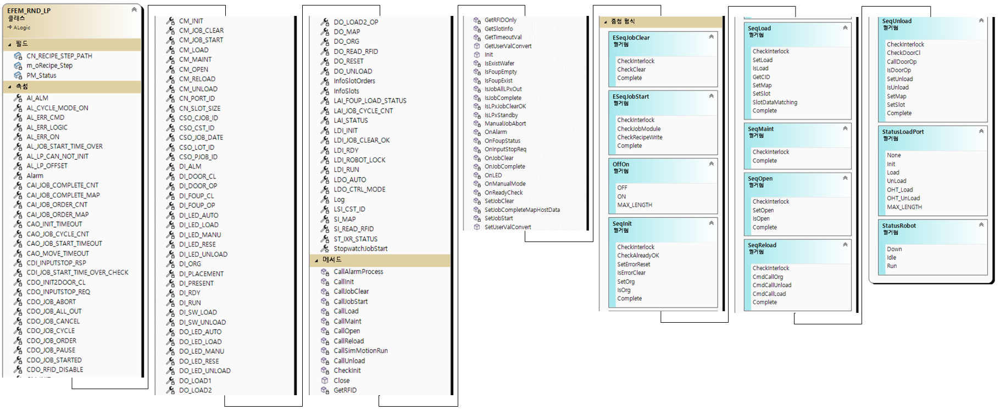 EFEM_RND_LP
클래스
ALogic
필드
CN_RECIPE_STEP_PATH
m_oRecipe_Step
PM_Status
속성
AI_ALM
AL_CYCLE_MODE_ON
AL_ERR_CMD
AL_ERR_LOGIC
AL_ERR_ON
AL_JOB_START_TIME_OVER
AL_LP_CAN_NOT_INIT
AL_LP_OFFSET
Alarm
CAI_JOB_COMPLETE_CNT
CAI_JOB_COMPLETE_MAP
CAI_JOB_ORDER_CNT
CAI_JOB_ORDER_MAP
CAO_INIT_TIMEOUT
CAO_JOB_CYCLE_CNT
CAO_JOB_START_TIMEOUT
CAO_MOVE_TIMEOUT
CDI_INPUTSTOP_RSP
CDI_JOB_START_TIME_OVER_CHECK
CDO_INIT2DOOR_CL
CDO_INPUTSTOP_REQ
CDO_JOB_ABORT
CDO_JOB_ALL_OUT
CDO_JOB_CANCEL
CDO_JOB_CYCLE
CDO_JOB_ORDER
CDO_JOB_PAUSE
CDO_JOB_STARTED
CDO_RFID_DISABLE
CM_INIT
CM_JOB_CLEAR
CM_JOB_START
CM_LOAD
CM_MAINT
CM_OPEN
CM_RELOAD
CM_UNLOAD
CN_PORT_ID
CN_SLOT_SIZE
CSO_CJOB_ID
CSO_CST_ID
CSO_JOB_DATE
CSO_LOT_ID
CSO_PJOB_ID
DI_ALM
DI_DOOR_CL
DI_DOOR_OP
DI_FOUP_CL
DI_FOUP_OP
DI_LED_AUTO
DI_LED_LOAD
DI_LED_MANU
DI_LED_RESE
DI_LED_UNLOAD
DI_ORG
DI_PLACEMENT
DI_PRESENT
DI_RDY
DI_RUN
DI_SW_LOAD
DI_SW_UNLOAD
DO_LED_AUTO
DO_LED_LOAD
DO_LED_MANU
DO_LED_RESE
DO_LED_UNLOAD
DO_LOAD1
DO_LOAD2
DO_LOAD2_OP
DO_MAP
DO_ORG
DO_READ_RFID
DO_RESET
DO_UNLOAD
InfoSlotOrders
InfoSlots
LAI_FOUP_LOAD_STATUS
LAI_JOB_CYCLE_CNT
LAI_STATUS
LDI_INIT
LDI_JOB_CLEAR_OK
LDI_RDY
LDI_ROBOT_LOCK
LDI_RUN
LDO_AUTO
LDO_CTRL_MODE
Log
LSI_CST_ID
SI_MAP
SI_READ_RFID
ST_IXR_STATUS
StopwatchJobStart
메서드
CallAlarmProcess
CallInit
CallJobClear
CallJobStart
CallLoad
CallMaint
CallOpen
CallReload
CallSimMotionRun
CallUnload
CheckInit
Close
GetRFID
GetRFIDOnly
GetSlotInfo
GetTimeoutVal
GetUserValConvert
Init
IsExistWafer
IsFoupEmpty
IsFoupExist
IsJobAllLPxOut
IsJobComplete
IsLPxJobClearOK
IsLPxStandby
ManualJobAbort
OnAlarm
OnFoupStatus
OnInputStopReq
OnJobClear
OnJobComplete
OnLED
OnManualMode
OnReadyCheck
SetJobClear
SetJobCompleteMapHostData
SetJobStart
SetUserValConvert
중첩 형식
ESeqJobClear
열거형
CheckInterlock
CheckClear
Complete
ESeqJobStart
열거형
CheckInterlock
CheckJobModule
CheckRecipeWrite
Complete
OffOn
열거형
OFF
ON
MAX_LENGTH
SeqInit
열거형
CheckInterlock
CheckAlreadyOK
SetErrorReset
IsErrorClear
SetOrg
IsOrg
Complete
SeqLoad
열거형
CheckInterlock
SetLoad
IsLoad
GetCID
SetMap
SetSlot
SlotDataMatching
Complete
SeqMaint
열거형
CheckInterlock
Complete
SeqOpen
열거형
CheckInterlock
SetOpen
IsOpen
Complete
SeqReload
열거형
CheckInterlock
CmdCallOrg
CmdCallUnload
CmdCallLoad
Complete
SeqUnload
열거형
CheckInterlock
CheckDoorCl
CallDoorOp
IsDoorOp
SetUnload
IsUnload
SetMap
SetSlot
Complete
StatusLoadPort
열거형
None
Init
Load
UnLoad
OHT_Load
OHT_UnLoad
MAX_LENGTH
StatusRobot
열거형
Down
Idle
Run